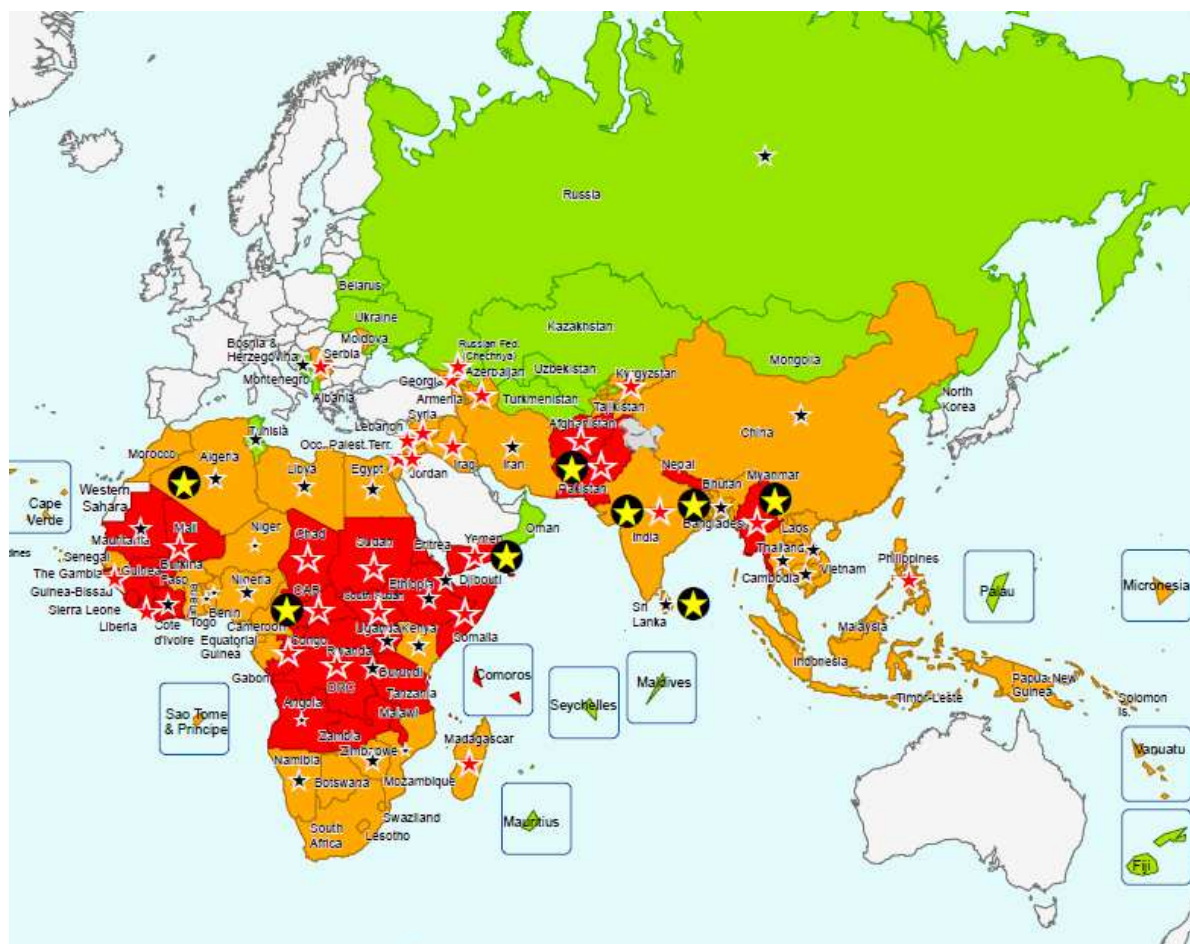 Russia
Belarus
Ukraine
Kazakhstan
Moldova
Bosnia &
Herzegovina
Serbia
Russian Fed.
(Chechnya)
Mongolia
Uzbekistan
Montenegro
Georgia
Azerbaijan
Kyrgyzstan
Albania
Armenia
Turkmenistan
Tajikistan
North
Korea
Syria
Tunisia
Lebanon
Afghanistan
China
Occ. Palest.Terr.
Morocco
Algeria
Libya
Egypt
Jordan
Iraq
Iran
Nepal
Myanmar
Bhutan
Western
Sahara
Pakistan
Cape
Verde
Oman
India
Banglades
Laos
Mauritania
Mali
Niger
Chad
Sudan
Eritrea
Yemen
Senegal
The Gambia
Guinea
Burkina
Faso
Thailand
Philippines
Guinea-Bissau
Nigeria
Ethiopia
Djibouti
Cambodia
Vietnam
Palau
Micronesia
Sierra Leone
Benin
CAR
South Sudan
Sri
Lanka
Liberia
Cote
d'Ivoire
Togo
Cameroon
Somalia
Malaysia
Equatorial
Guinea
Congo
Uganda
Kenya
Gabon
Rwanda
Burundi
DRC
Comoros
Maldives
Indonesia
Papua New
Guinea
Timor-Leste
Solomon
Is.
Seychelles
Tanzania
Sao Tome
& Principe
Angola
Malawi
Zambia
Madagascar
Zimbabwe
Namibia
Botswana
Mozambique
Vanuatu
Mauritius
Swaziland
South
Africa
Lesotho
Fiji